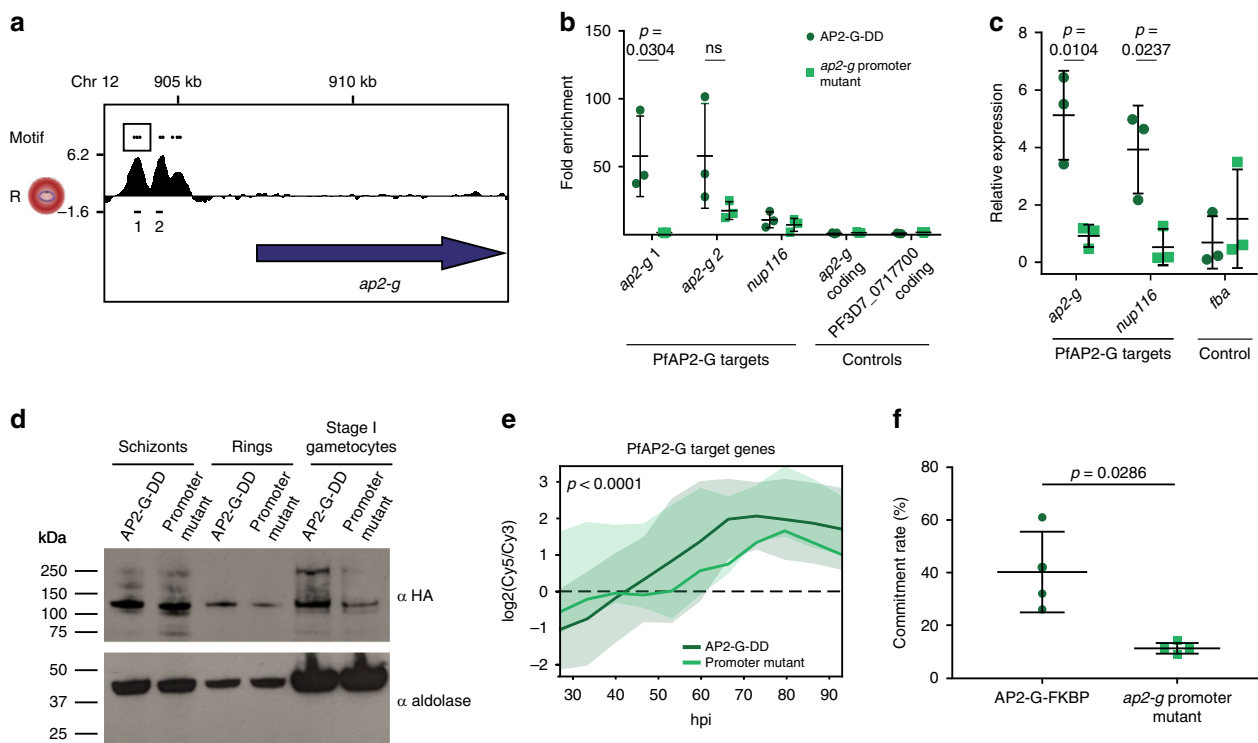 a
Chr 12
905 kb
910 kb
Motif
6.2
R
−1.6
1
2
ap2-g
b
150
100
50
Fold enrichment
p =
0.0304
ns
AP2-G-DD
ap2-g promoter
mutant
ap2-g 1
ap2-g 2
nup116
ap2-g
coding
PF3D7_0717700
coding
PfAP2-G targets
Controls
c
8
6
4
2
0
Relative expression
p =
0.0104
p =
0.0237
ap2-g
nup116
fba
PfAP2-G targets
Control
d
Schizonts
Rings
Stage I
gametocytes
AP2-G-DD
Promoter
mutant
AP2-G-DD
Promoter
mutant
AP2-G-DD
Promoter
mutant
kDa
250
150
100
75
α HA
50
37
25
α aldolase
e
PfAP2-G target genes
p < 0.0001
3
2
1
0
−1
−2
log2(Cy5/Cy3)
AP2-G-DD
Promoter mutant
30
40
50
60
70
80
90
hpi
f
80
60
40
20
0
Commitment rate (%)
p = 0.0286
AP2-G-FKBP
ap2-g promoter
mutant